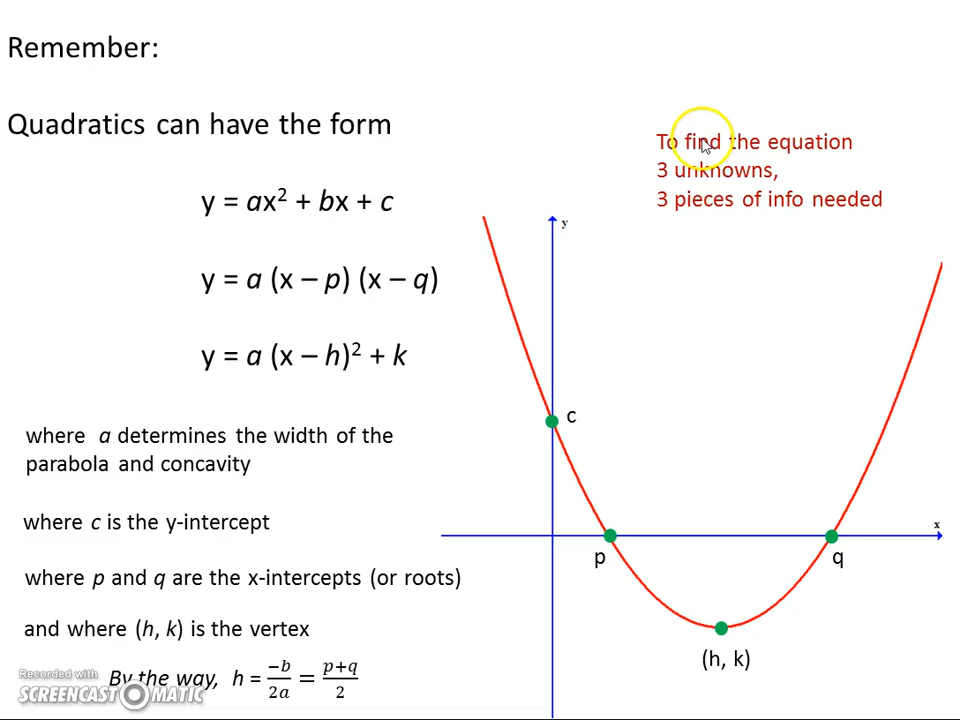 Remember:
Quadratics can have the form
To find the equation
3 unknowns,
3 pieces of info needed
y = ax² + bx + c
y = a (x – p) (x – q)
y = a (x – h)² + k
y
c
x
p
q
(h, k)
where a determines the width of the
parabola and concavity
where c is the y-intercept
where p and q are the x-intercepts (or roots)
and where (h, k) is the vertex
By the way, h = −b/2a = p+q/2
Recorded with
SCREENCAST O MATIC